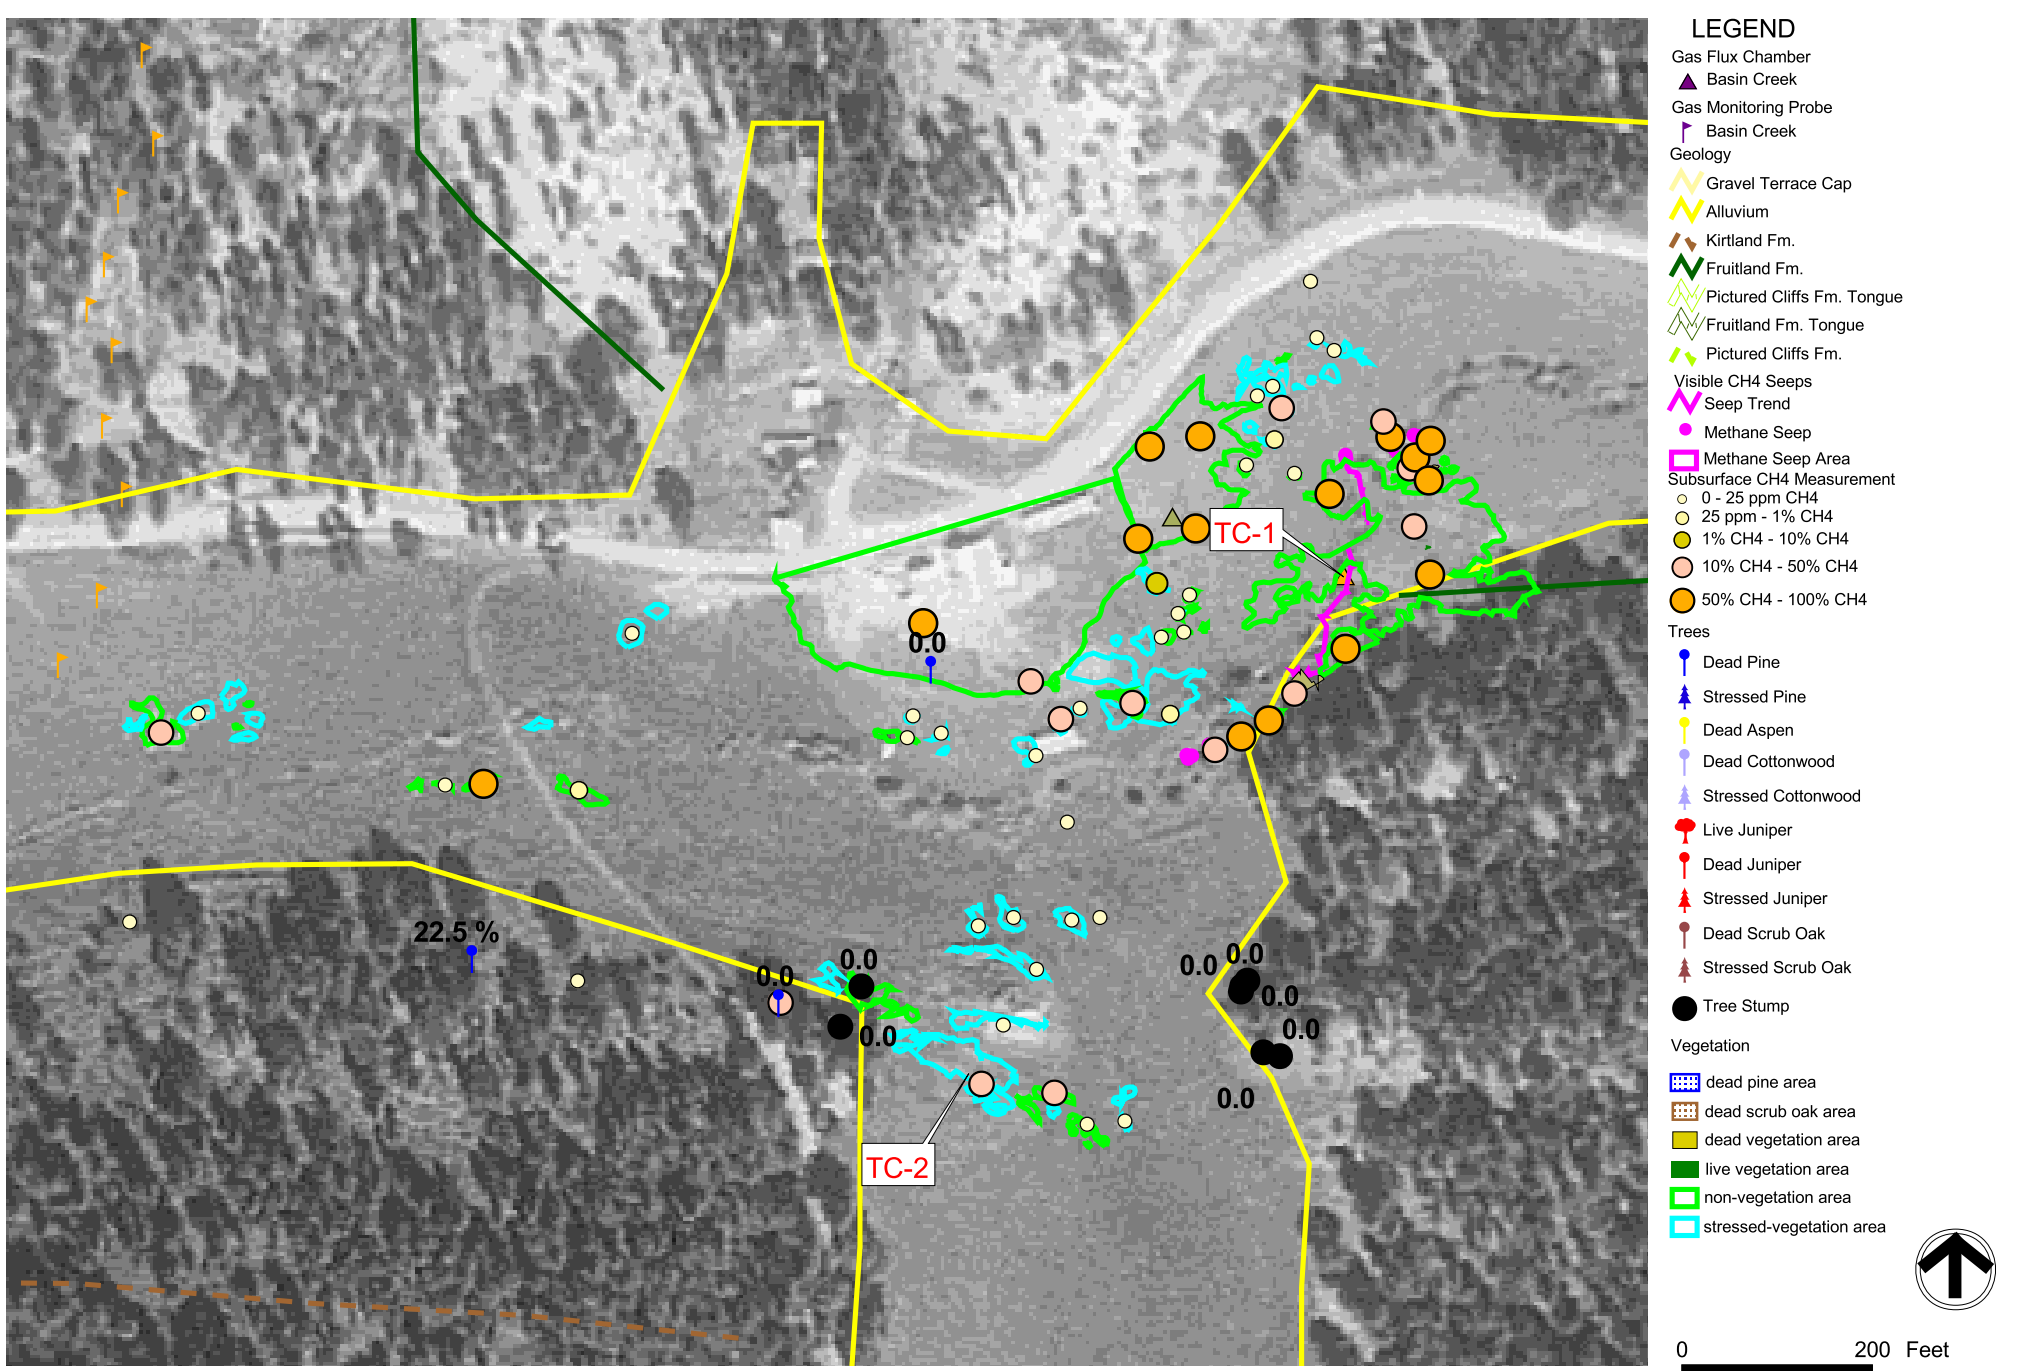 LEGEND
Gas Flux Chamber
Basin Creek
Gas Monitoring Probe
Basin Creek
Geology
Gravel Terrace Cap
Alluvium
Kirtland Fm.
Fruitland Fm.
Pictured Cliffs Fm. Tongue
Fruitland Fm. Tongue
Pictured Cliffs Fm.
Visible CH4 Seeps
Seep Trend
Methane Seep
Methane Seep Area
Subsurface CH4 Measurement
0 - 25 ppm CH4
25 ppm - 1% CH4
1% CH4 - 10% CH4
10% CH4 - 50% CH4
50% CH4 - 100% CH4
Trees
Dead Pine
Stressed Pine
Dead Aspen
Dead Cottonwood
Stressed Cottonwood
Live Juniper
Dead Juniper
Stressed Juniper
Dead Scrub Oak
Stressed Scrub Oak
Tree Stump
Vegetation
dead pine area
dead scrub oak area
dead vegetation area
live vegetation area
non-vegetation area
stressed-vegetation area
0 200 Feet
TC-1
0.0
22.5 %
0.0
0.0
0.0
0.0
0.0
0.0
0.0
0.0
TC-2